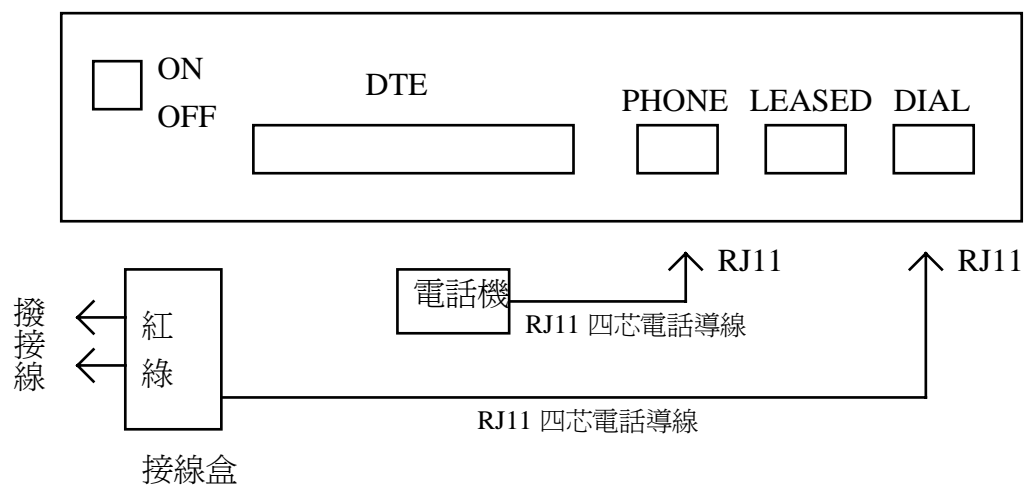 ON
OFF
DTE
PHONE LEASED DIAL
RJ11
RJ11
電話機
RJ11 四芯電話導線
撥接線
紅
綠
RJ11 四芯電話導線
接線盒